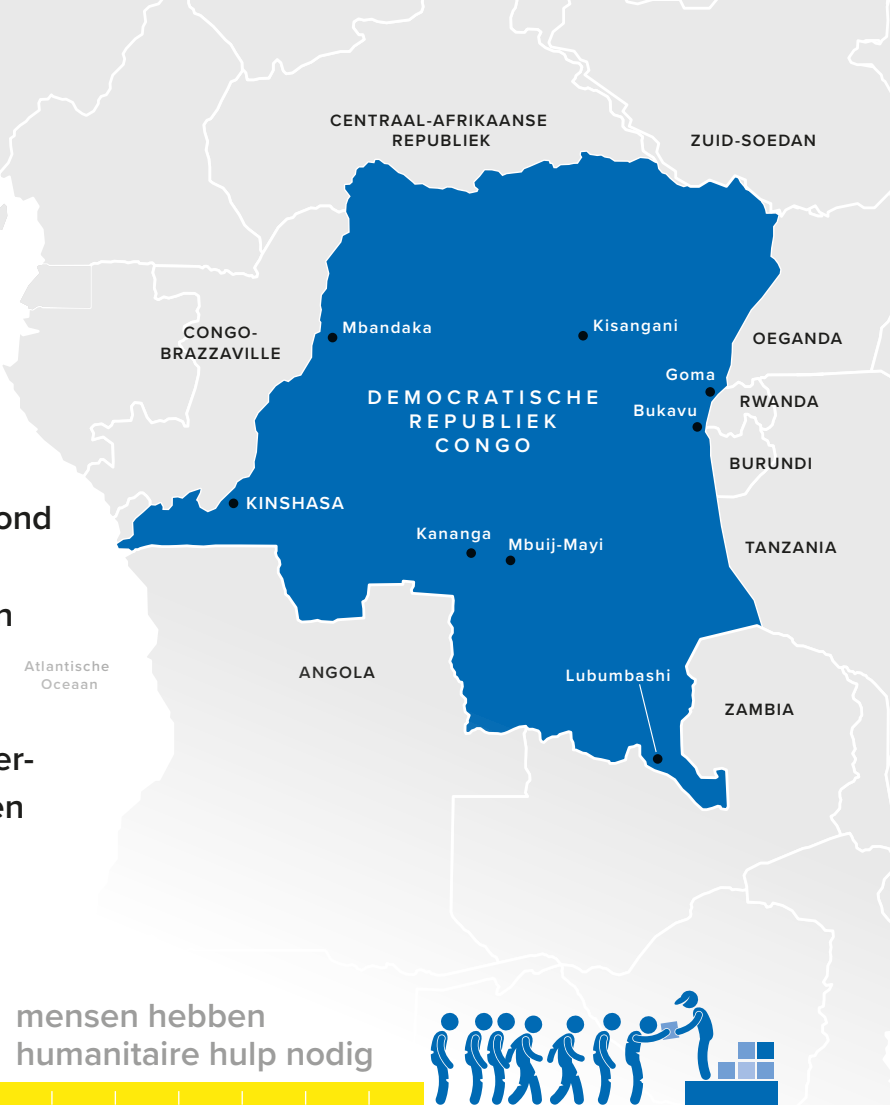 CENTRAAL-AFRIKAANSE
REPUBLIEK
ZUID-SOEDAN
CONGO-
BRAZZAVILLE
Mbandaka
Kisangani
OEGANDA
Goma
RWANDA
Bukavu
DEMOCRATISCHE
REPUBLIEK
CONGO
BURUNDI
KINSHASA
ond
Kananga
Mbuij-Mayi
TANZANIA
n
Atlantische
Oceaan
ANGOLA
Lubumbashi
ZAMBIA
er-
en
mensen hebben
humanitaire hulp nodig